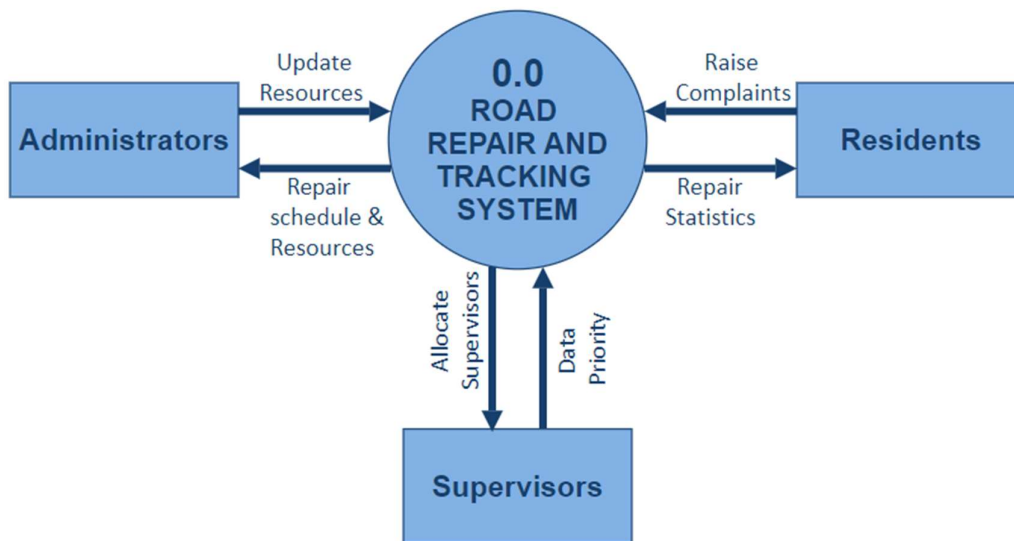 Administrators
Update
Resources
Repair
schedule &
Resources
0.0
ROAD
REPAIR AND
TRACKING
SYSTEM
Raise
Complaints
Repair
Statistics
Residents
Allocate
Supervisors
Data
Priority
Supervisors